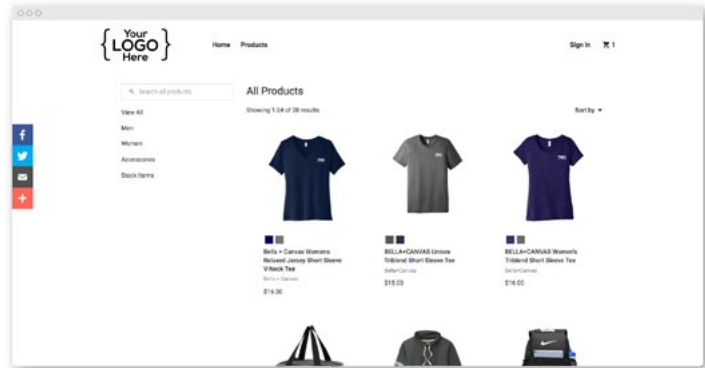 Your
LOGO
Here
Home Products
Sign in 1
Search all products
View All
Men
Women
Accessories
Stock Items
All Products
Showing 1-24 of 28 results
Sort by
Bella + Canvas Womens
Relaxed Jersey Short Sleeve
V-Neck Tee
Bella + Canvas
$16.00
BELLA+CANVAS Unisex
Triblend Short Sleeve Tee
Bella+Canvas
$15.00
BELLA+CANVAS Women's
Triblend Short Sleeve Tee
Bella+Canvas
$16.00